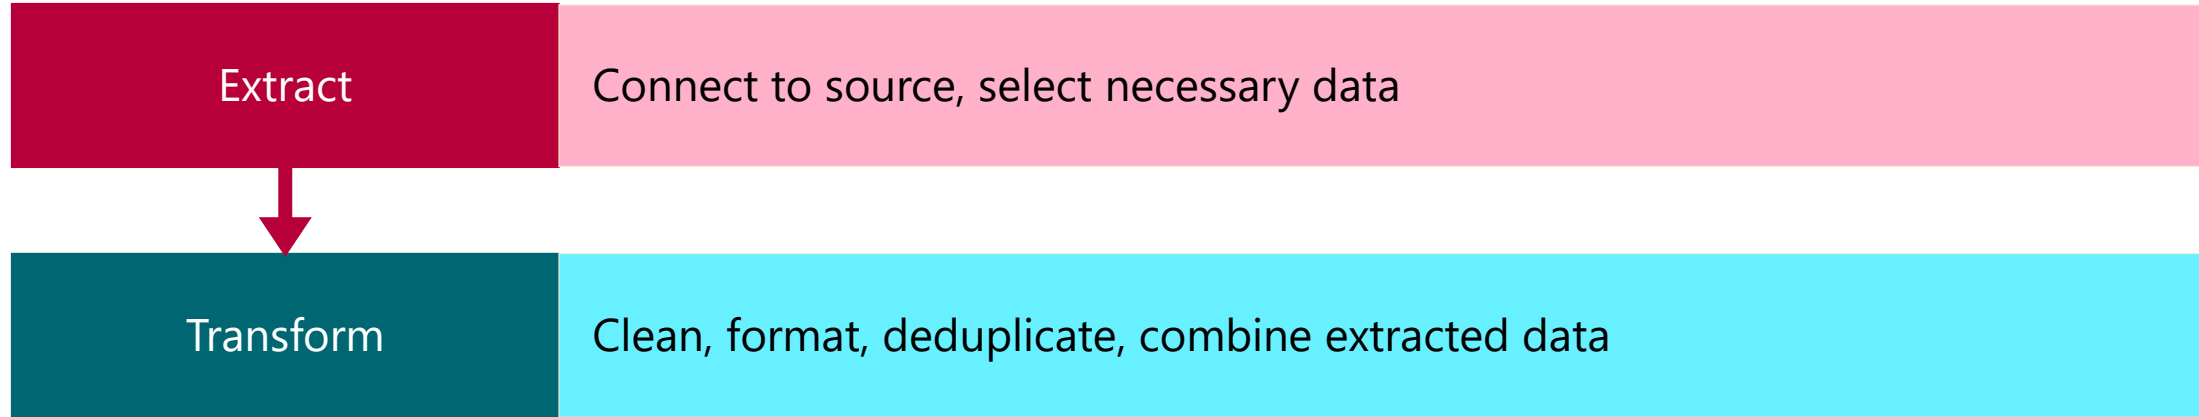 Extract
Connect to source, select necessary data
Transform
Clean, format, deduplicate, combine extracted data